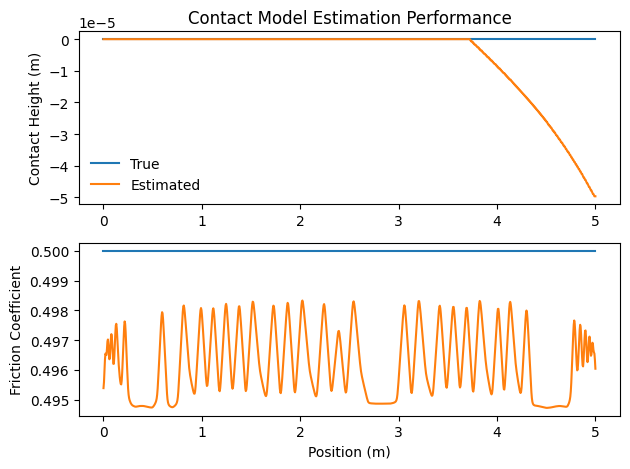 Contact Model Estimation Performance
1e−5
Contact Height (m)
0
−1
−2
−3
−4
−5
True
Estimated
0 1 2 3 4 5
Friction Coefficient
0.500
0.499
0.498
0.497
0.496
0.495
0 1 2 3 4 5
Position (m)